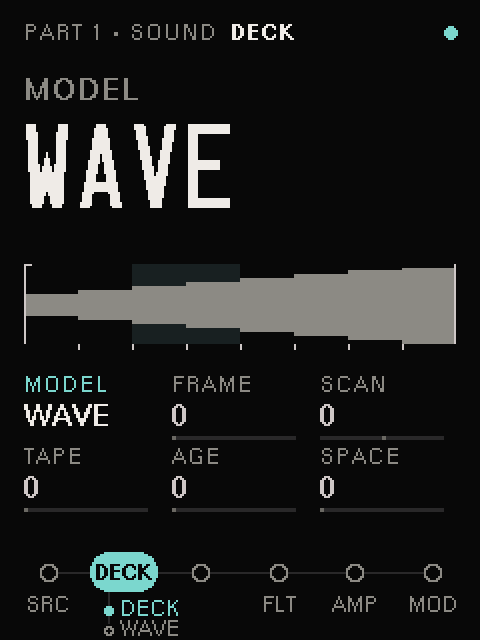 PART 1 · SOUND DECK
MODEL
WAVE
MODEL FRAME SCAN
WAVE 0 0
TAPE AGE SPACE
0 0 0
DECK
SRC FLT AMP MOD
DECK
WAVE